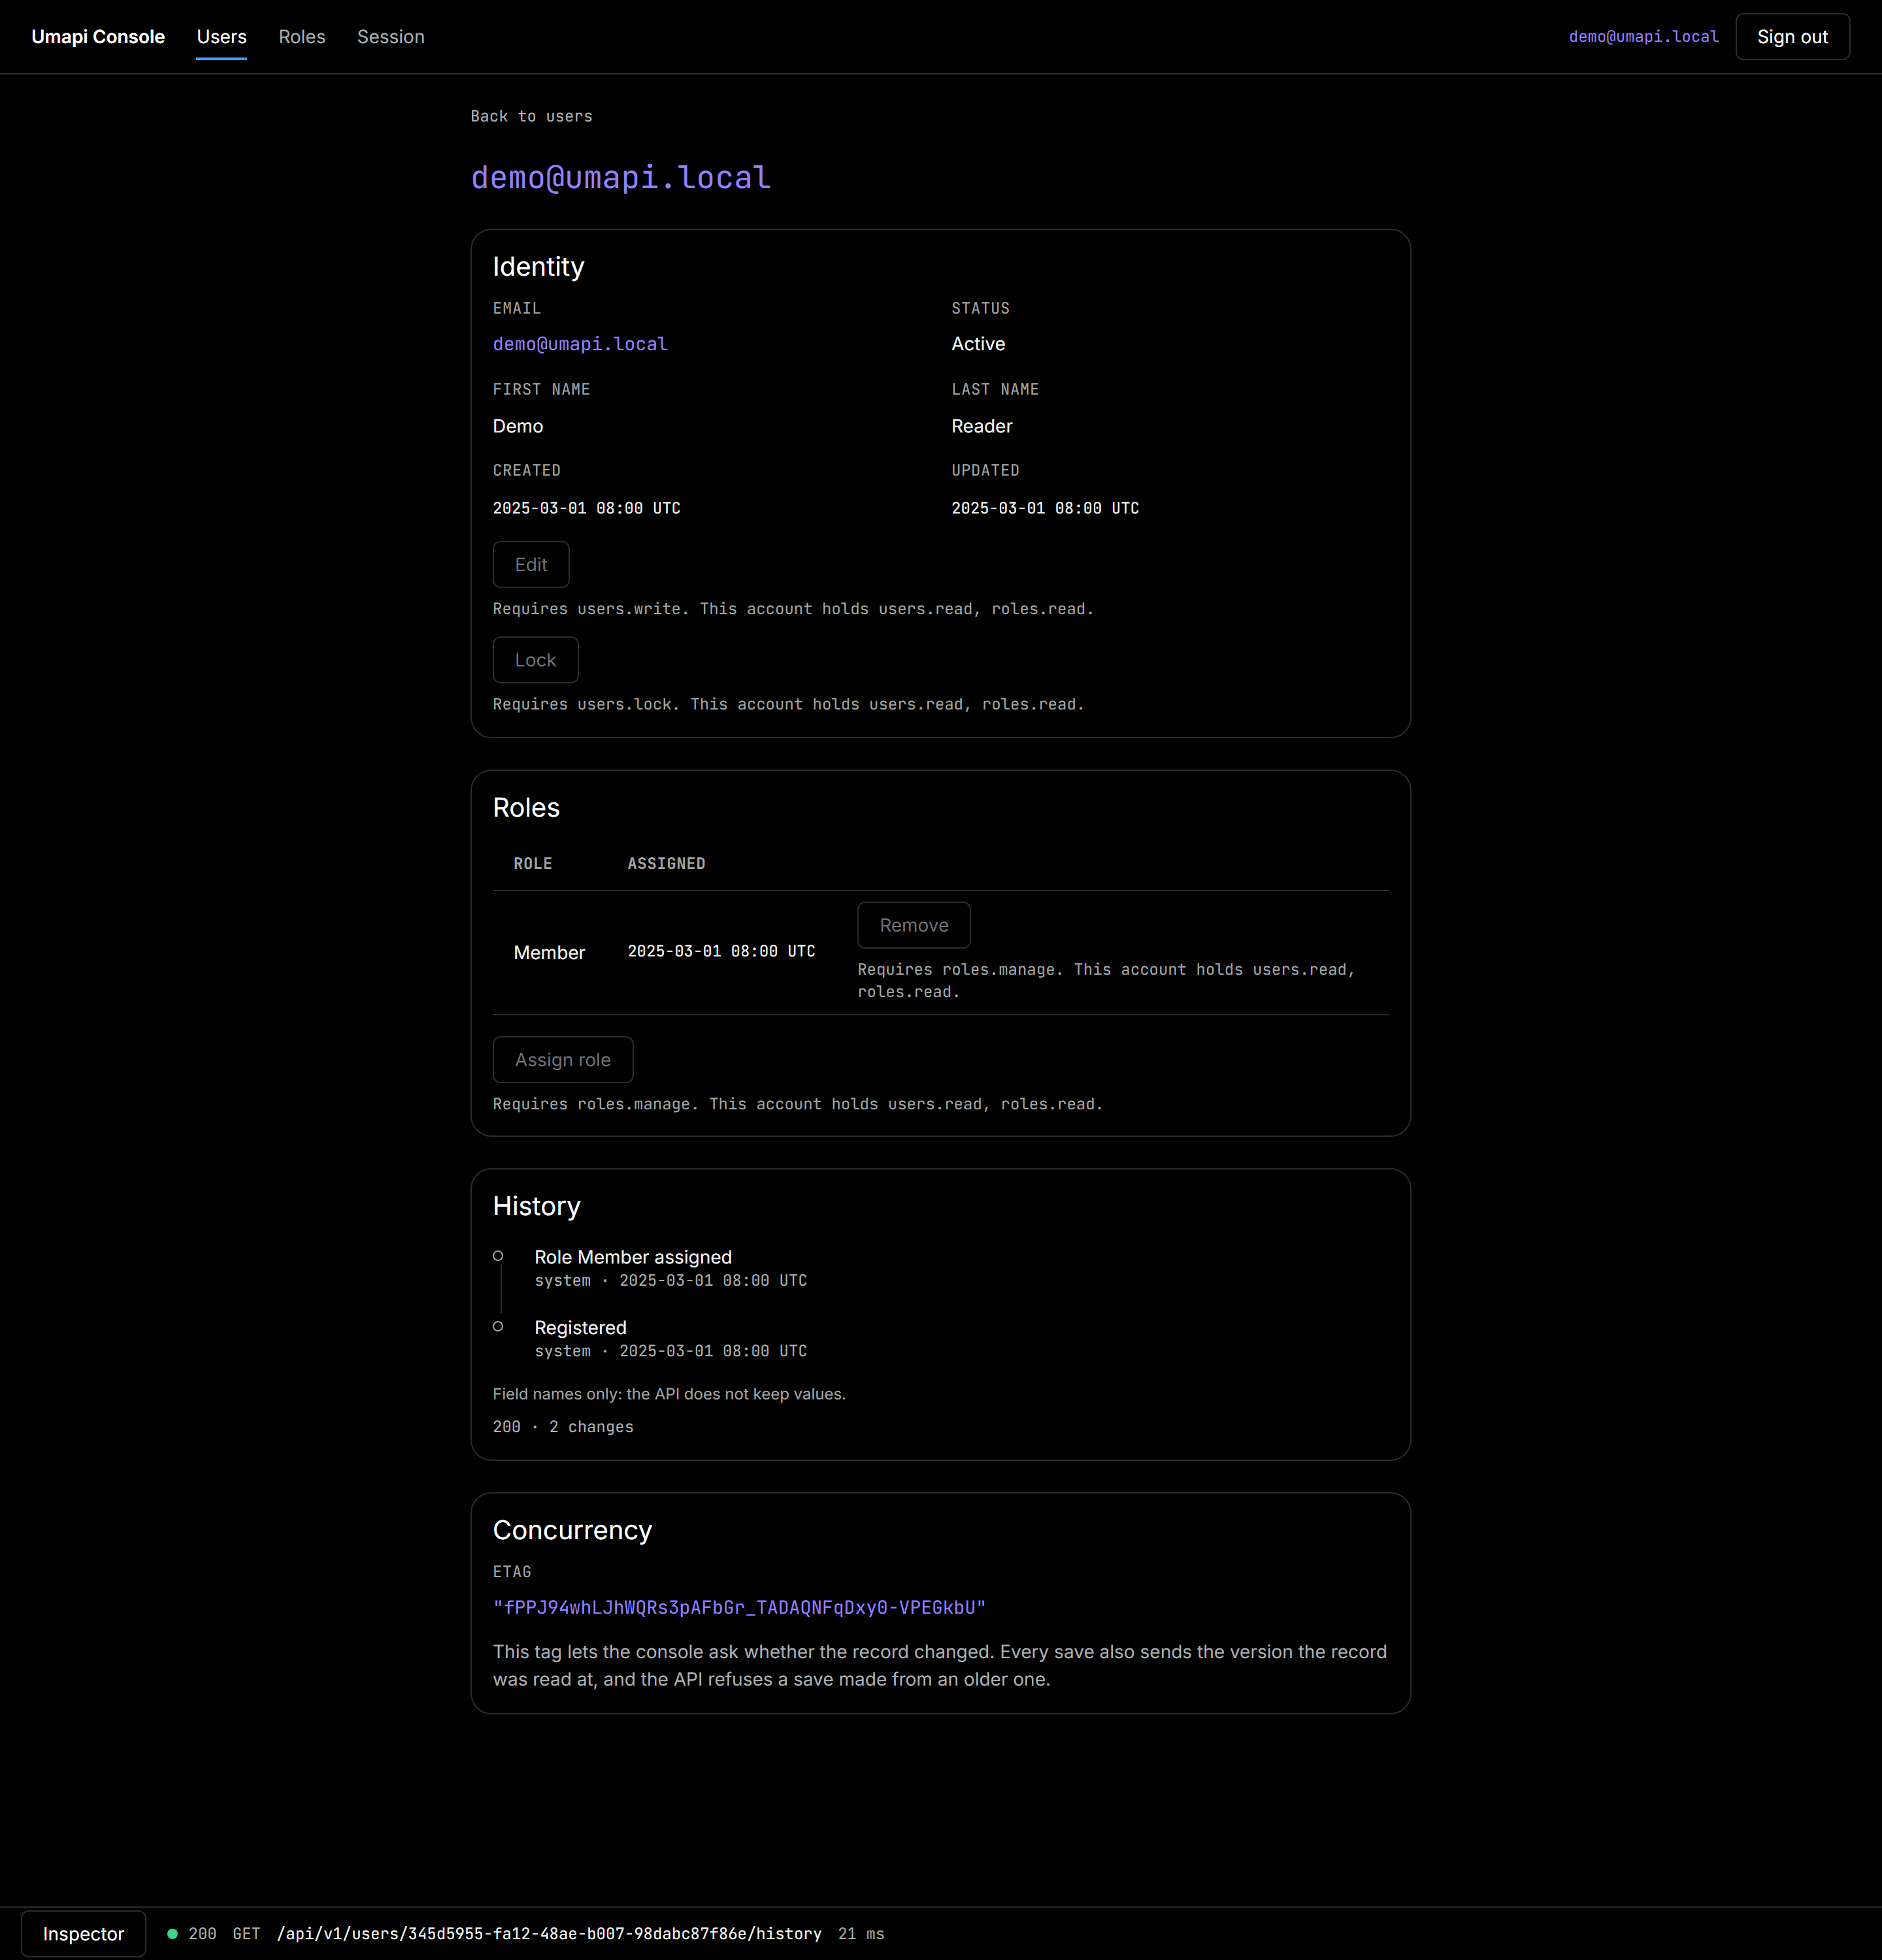 Umapi Console Users Roles Session demo@umapi.local Sign out
Back to users
demo@umapi.local
Identity
EMAIL STATUS
demo@umapi.local Active
FIRST NAME LAST NAME
Demo Reader
CREATED UPDATED
2025-03-01 08:00 UTC 2025-03-01 08:00 UTC
Edit
Requires users.write. This account holds users.read, roles.read.
Lock
Requires users.lock. This account holds users.read, roles.read.
Roles
ROLE ASSIGNED
Remove
Member 2025-03-01 08:00 UTC
Requires roles.manage. This account holds users.read,
roles.read.
Assign role
Requires roles.manage. This account holds users.read, roles.read.
History
Role Member assigned
system · 2025-03-01 08:00 UTC
Registered
system · 2025-03-01 08:00 UTC
Field names only: the API does not keep values.
200 · 2 changes
Concurrency
ETAG
"fPPJ94whLJhWQRs3pAFbGr_TADAQNFqDxy0-VPEGkbU"
This tag lets the console ask whether the record changed. Every save also sends the version the record
was read at, and the API refuses a save made from an older one.
Inspector 200 GET /api/v1/users/345d5955-fa12-48ae-b007-98dabc87f86e/history 21 ms